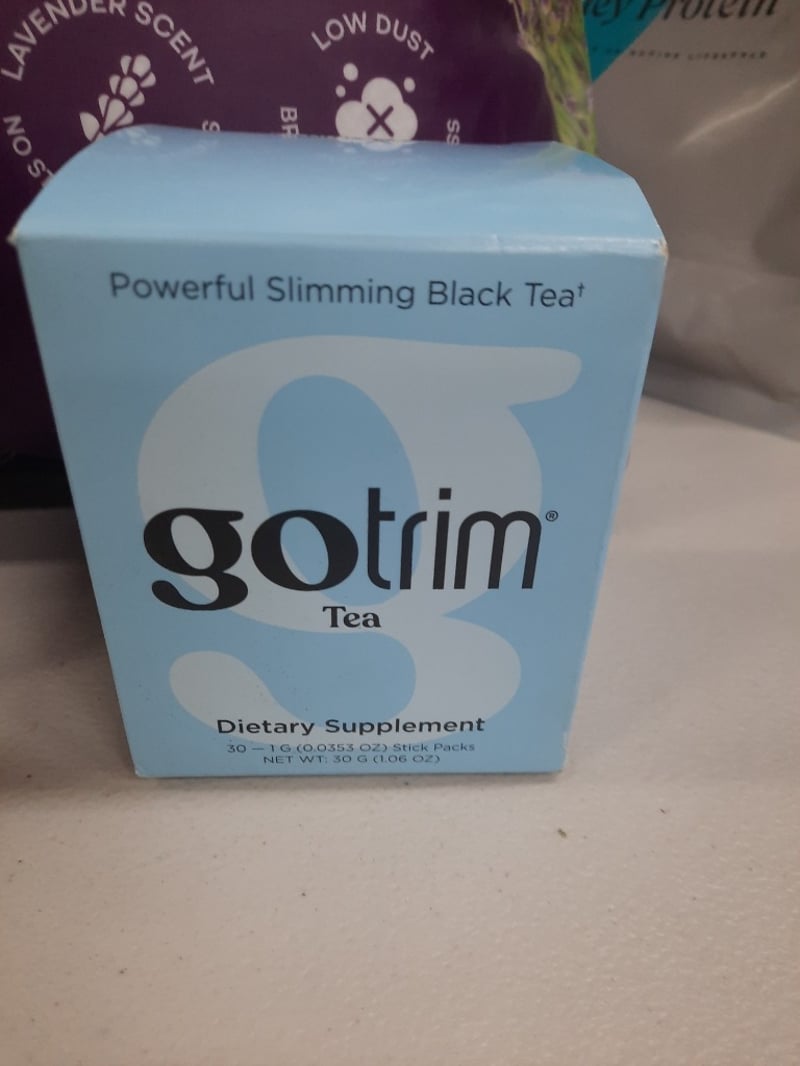 LAVENDER SCENT
LOW DUST
Protein
Powerful Slimming Black Tea†
gotrim®
Tea
Dietary Supplement
30 — 1 G (0.0353 OZ) Stick Packs
NET WT: 30 G (1.06 OZ)